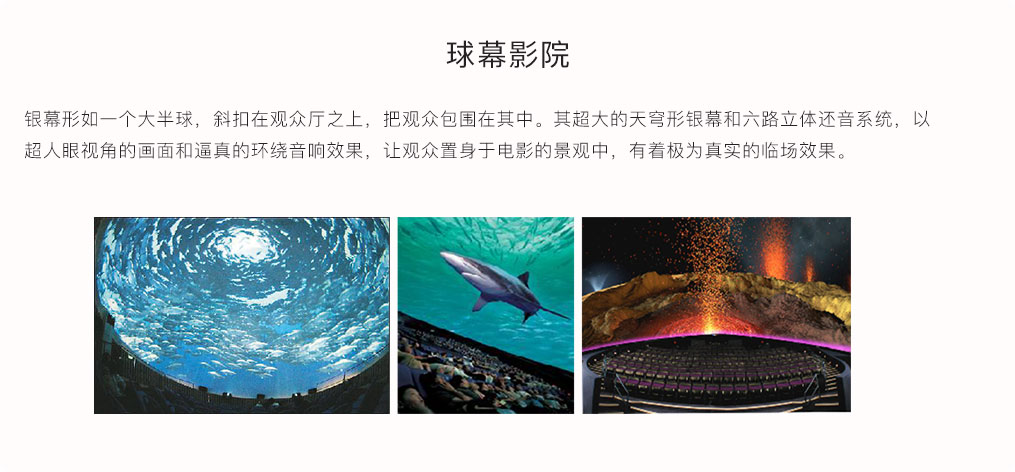 球幕影院
银幕形如一个大半球，斜扣在观众厅之上，把观众包围在其中。其超大的天穹形银幕和六路立体还音系统，以
超人眼视角的画面和逼真的环绕音响效果，让观众置身于电影的景观中，有着极为真实的临场效果。